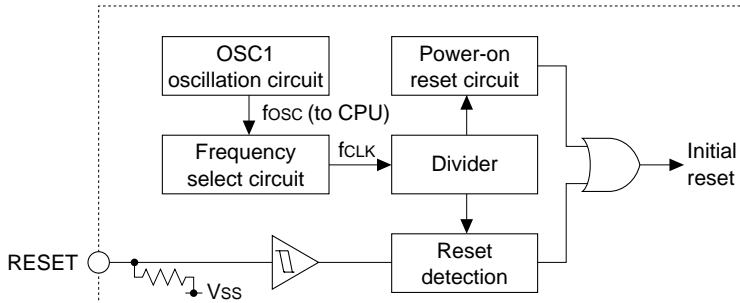 OSC1
oscillation circuit
Power-on
reset circuit
fOSC (to CPU)
Frequency
select circuit
fCLK
Divider
Initial
reset
RESET
VSS
Reset
detection